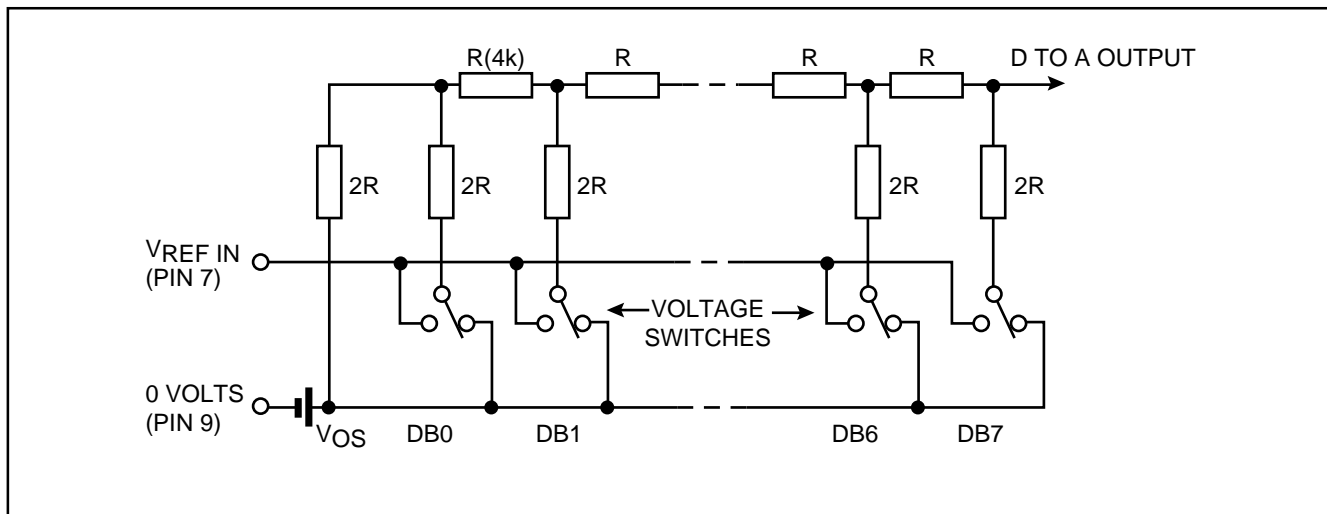 R(4k)
R
R
R
D TO A OUTPUT
2R
2R
2R
2R
2R
VREF IN
(PIN 7)
VOLTAGE
SWITCHES
0 VOLTS
(PIN 9)
VOS
DB0
DB1
DB6
DB7